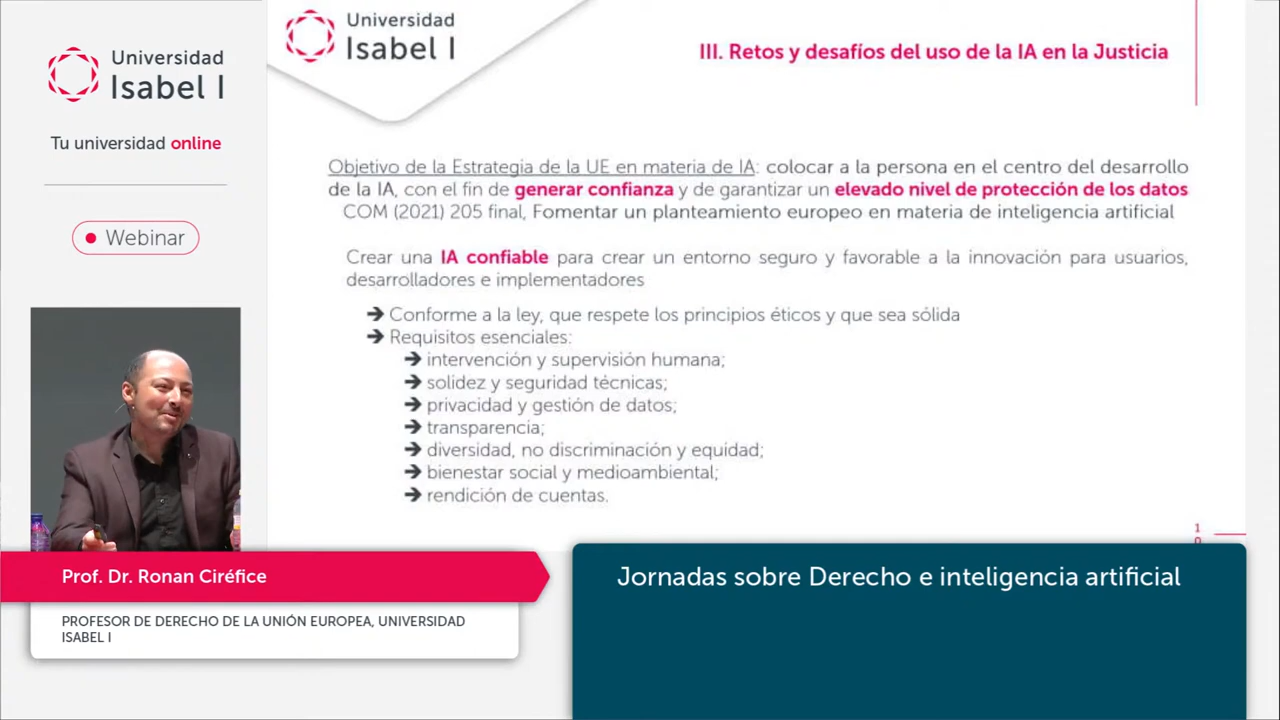 Universidad
Isabel I
Tu universidad online
Webinar
Universidad
Isabel I
III. Retos y desafíos del uso de la IA en la Justicia
Objetivo de la Estrategia de la UE en materia de IA: colocar a la persona en el centro del desarrollo
de la IA, con el fin de generar confianza y de garantizar un elevado nivel de protección de los datos
COM (2021) 205 final, Fomentar un planteamiento europeo en materia de inteligencia artificial
Crear una IA confiable para crear un entorno seguro y favorable a la innovación para usuarios,
desarrolladores e implementadores
➔ Conforme a la ley, que respete los principios éticos y que sea sólida
➔ Requisitos esenciales:
➔ intervención y supervisión humana;
➔ solidez y seguridad técnicas;
➔ privacidad y gestión de datos;
➔ transparencia;
➔ diversidad, no discriminación y equidad;
➔ bienestar social y medioambiental;
➔ rendición de cuentas.
1
0
Prof. Dr. Ronan Ciréfice
PROFESOR DE DERECHO DE LA UNIÓN EUROPEA, UNIVERSIDAD
ISABEL I
Jornadas sobre Derecho e inteligencia artificial